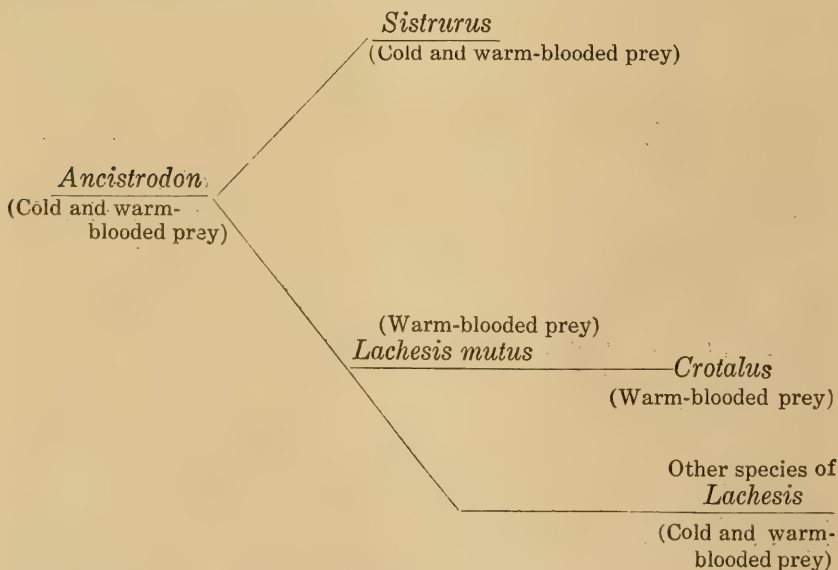 Sistrurus
(Cold and warm-blooded prey)
Ancistrodon
(Cold and warm-
blooded prey)
(Warm-blooded prey)
Lachesis mutus
Crotalus
(Warm-blooded prey)
Other species of
Lachesis
(Cold and warm-
blooded prey)